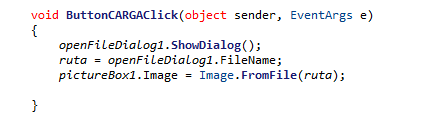 void ButtonCARGAClick(object sender, EventArgs e)
{
openFileDialog1.ShowDialog();
ruta = openFileDialog1.FileName;
pictureBox1.Image = Image.FromFile(ruta);
}